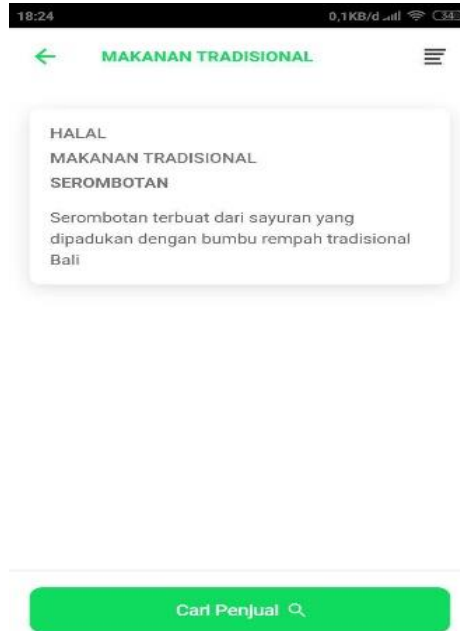 18:24 0,1KB/d 34
MAKANAN TRADISIONAL
HALAL
MAKANAN TRADISIONAL
SEROMBOTAN
Serombotan terbuat dari sayuran yang
dipadukan dengan bumbu rempah tradisional
Bali
Cari Penjual